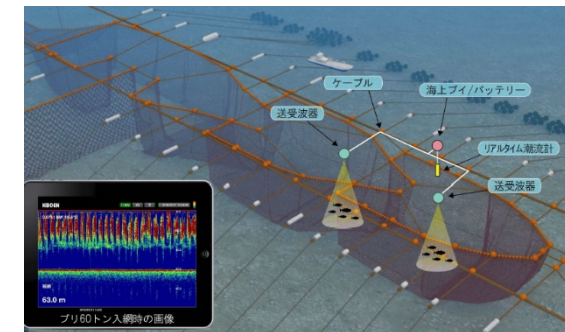 ケーブル
海上ブイ/バッテリー
送受波器
リアルタイム潮流計
送受波器
63.0 m
ブリ60トン入網時の画像